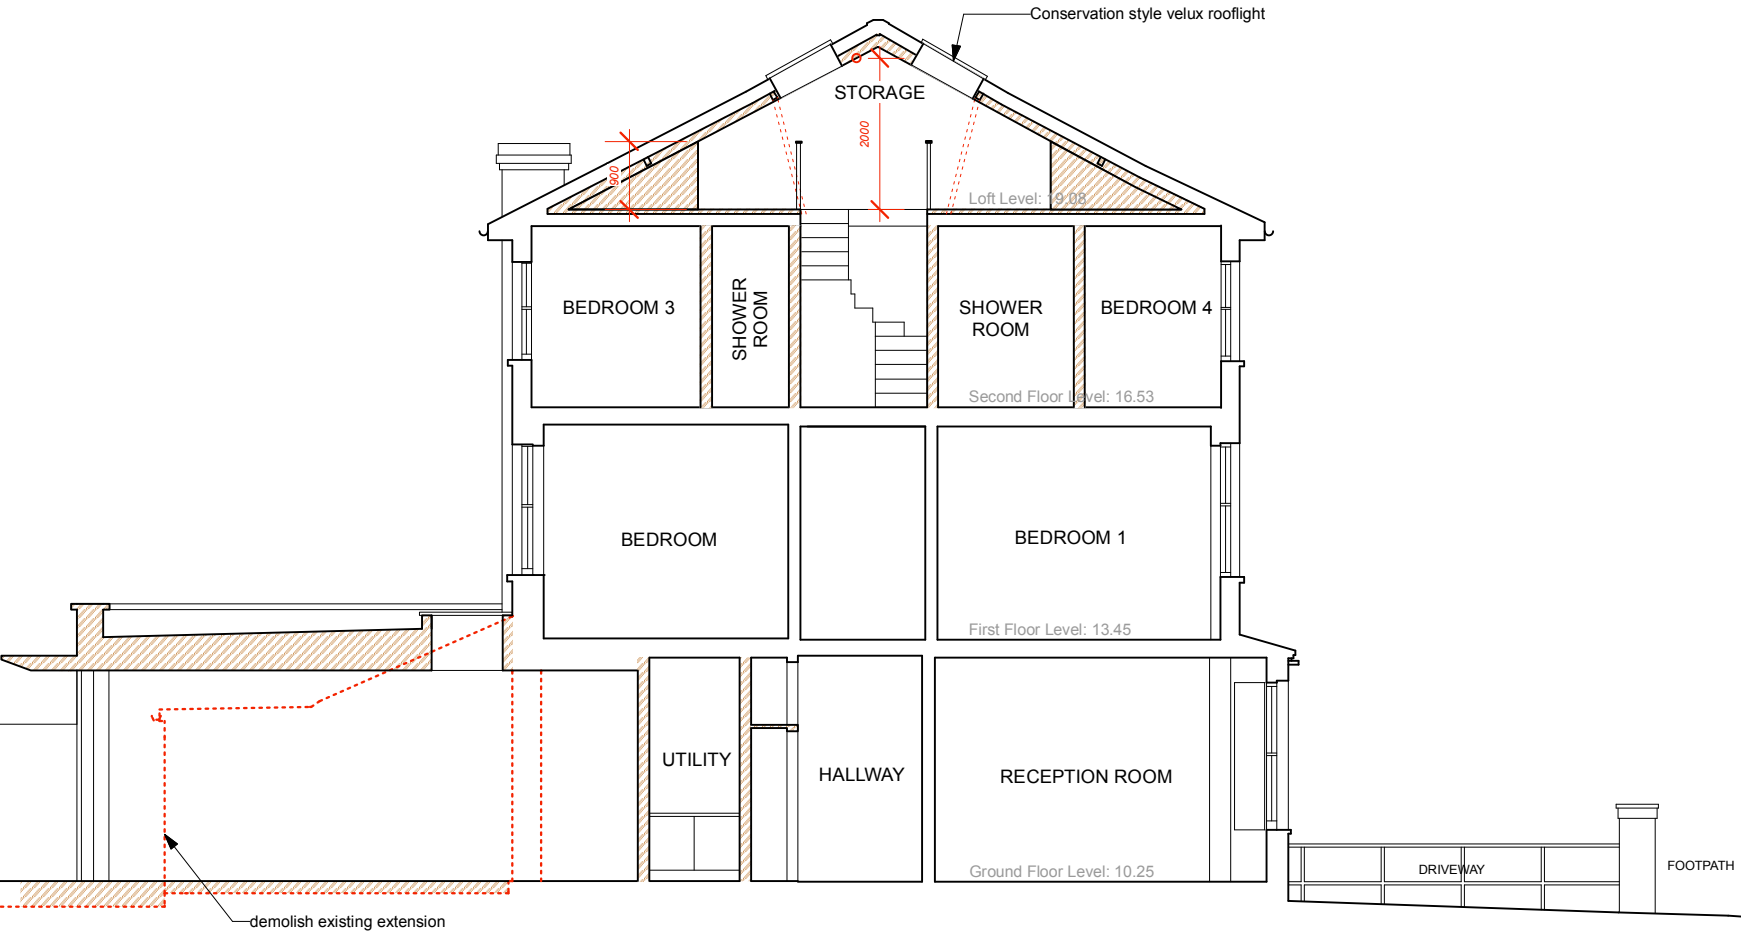 Conservation style velux rooflight
STORAGE
2000
900
Loft Level: 19.08
BEDROOM 3
SHOWER
ROOM
SHOWER
ROOM
BEDROOM 4
Second Floor Level: 16.53
BEDROOM
BEDROOM 1
First Floor Level: 13.45
UTILITY
HALLWAY
RECEPTION ROOM
Ground Floor Level: 10.25
DRIVEWAY
FOOTPATH
demolish existing extension